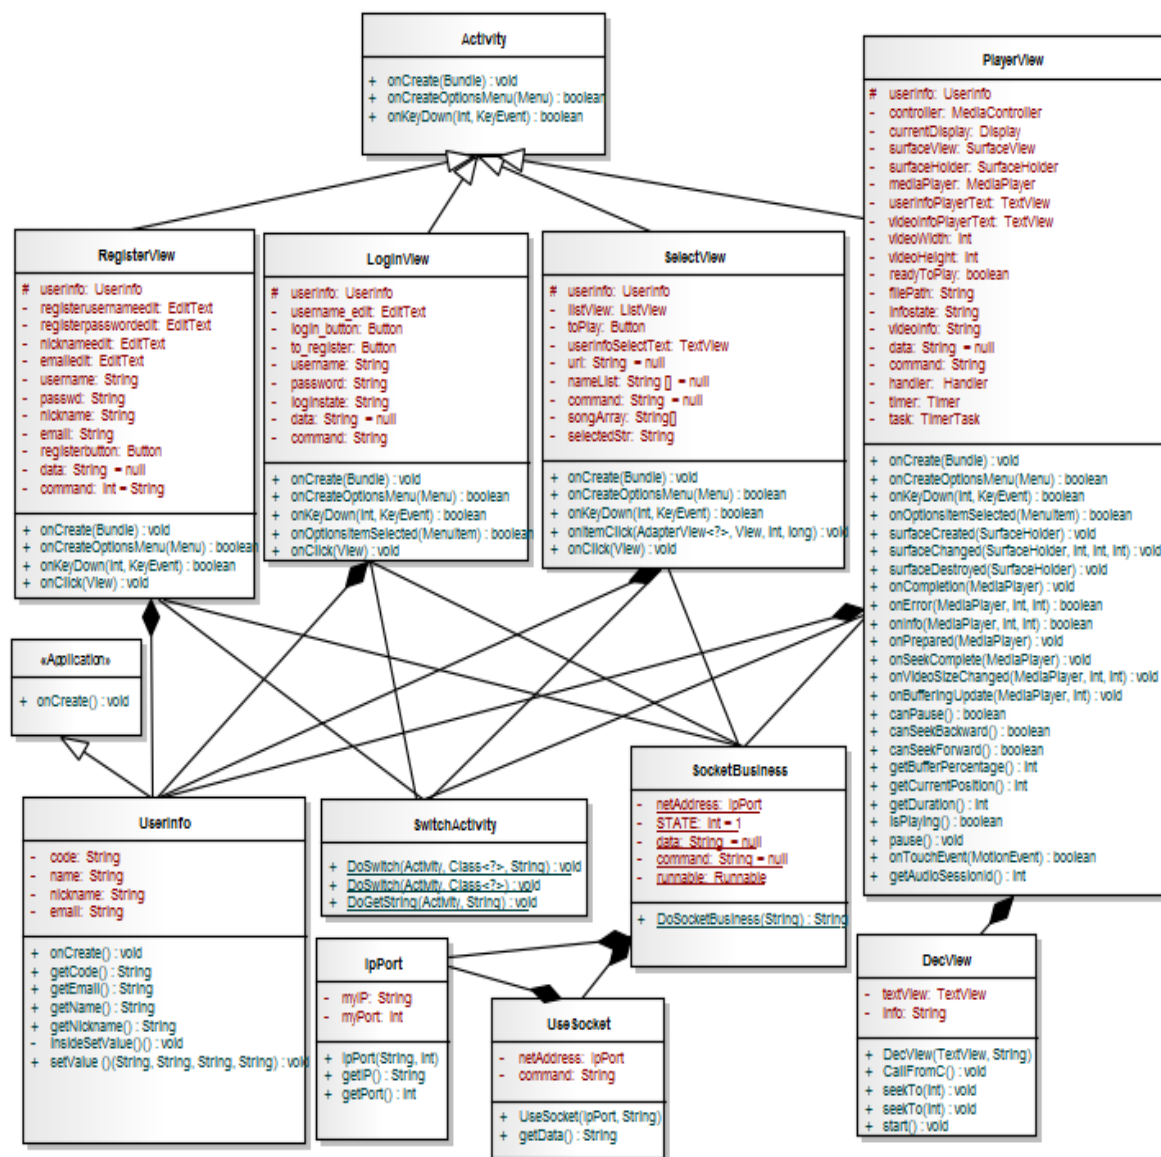 Activity
+ onCreate(Bundle) : void
+ onCreateOptionsMenu(Menu) : boolean
+ onKeyDown(int, KeyEvent) : boolean
PlayerView
# userinfo: UserInfo
- controller: MediaController
- currentDisplay: Display
- surfaceView: SurfaceView
- surfaceHolder: SurfaceHolder
- mediaPlayer: MediaPlayer
- userinfoPlayerText: TextView
- videoInfoPlayerText: TextView
- videoWidth: int
- videoHeight: int
- readyToPlay: boolean
- filePath: String
- infostate: String
- videoInfo: String
- data: String = null
- command: String
- handler: Handler
- timer: Timer
- task: TimerTask
+ onCreate(Bundle) : void
+ onCreateOptionsMenu(Menu) : boolean
+ onKeyDown(int, KeyEvent) : boolean
+ onOptionsItemSelected(MenuItem) : boolean
+ surfaceCreated(SurfaceHolder) : void
+ surfaceChanged(SurfaceHolder, int, int, int) : void
+ surfaceDestroyed(SurfaceHolder) : void
+ onCompletion(MediaPlayer) : void
+ onError(MediaPlayer, int, int) : boolean
+ onInfo(MediaPlayer, int, int) : boolean
+ onPrepared(MediaPlayer) : void
+ onSeekComplete(MediaPlayer) : void
+ onVideoSizeChanged(MediaPlayer, int, int) : void
+ onBufferingUpdate(MediaPlayer, int) : void
+ canPause() : boolean
+ canSeekBackward() : boolean
+ canSeekForward() : boolean
+ getBufferPercentage() : int
+ getCurrentPosition() : int
+ getDuration() : int
+ isPlaying() : boolean
+ pause() : void
+ onTouchEvent(MotionEvent) : boolean
+ getAudioSessionId() : int
RegisterView
# userinfo: UserInfo
- registerusernameedit: EditText
- registerpasswordedit: EditText
- nicknameedit: EditText
- emailedit: EditText
- username: String
- passwd: String
- nickname: String
- email: String
- registerbutton: Button
- data: String = null
- command: int = String
+ onCreate(Bundle) : void
+ onCreateOptionsMenu(Menu) : boolean
+ onKeyDown(int, KeyEvent) : boolean
+ onClick(View) : void
LoginView
# userinfo: UserInfo
- username_edit: EditText
- login_button: Button
- to_register: Button
- username: String
- password: String
- loginstate: String
- data: String = null
- command: String
+ onCreate(Bundle) : void
+ onCreateOptionsMenu(Menu) : boolean
+ onKeyDown(int, KeyEvent) : boolean
+ onOptionsItemSelected(MenuItem) : boolean
+ onClick(View) : void
SelectView
# userinfo: UserInfo
- listView: ListView
- toPlay: Button
- userinfoSelectText: TextView
- url: String = null
- nameList: String [] = null
- command: String = null
- songArray: String[]
- selectedStr: String
+ onCreate(Bundle) : void
+ onCreateOptionsMenu(Menu) : boolean
+ onKeyDown(int, KeyEvent) : boolean
+ onItemClick(AdapterView<?>, View, int, long) : void
+ onClick(View) : void
«Application»
+ onCreate() : void
UserInfo
- code: String
- name: String
- nickname: String
- email: String
+ onCreate() : void
+ getCode() : String
+ getEmail() : String
+ getName() : String
+ getNickname() : String
- insideSetValue()() : void
+ setValue ()(String, String, String, String) : void
SwitchActivity
+ DoSwitch(Activity, Class<?>, String) : void
+ DoSwitch(Activity, Class<?>) : void
+ DoGetString(Activity, String) : void
SocketBusiness
- netAddress: IpPort
- STATE: int = 1
- data: String = null
- command: String = null
- runnable: Runnable
+ DoSocketBusiness(String) : String
IpPort
- myIP: String
- myPort: int
+ IpPort(String, int)
+ getIP() : String
+ getPort() : int
UseSocket
- netAddress: IpPort
- command: String
+ UseSocket(IpPort, String)
+ getData() : String
DecView
- textView: TextView
- info: String
+ DecView(TextView, String)
+ CallFromC() : void
+ seekTo(int) : void
+ seekTo(int) : void
+ start() : void